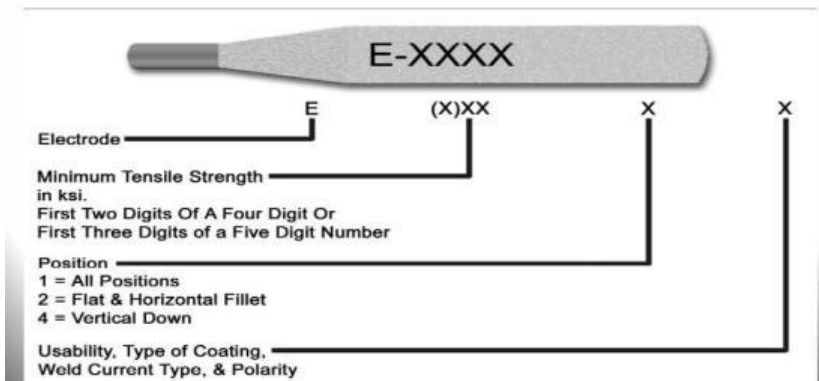 E-XXXX
E (X)XX X X
Electrode
Minimum Tensile Strength
in ksi.
First Two Digits Of A Four Digit Or
First Three Digits of a Five Digit Number
Position
1 = All Positions
2 = Flat & Horizontal Fillet
4 = Vertical Down
Usability, Type of Coating,
Weld Current Type, & Polarity